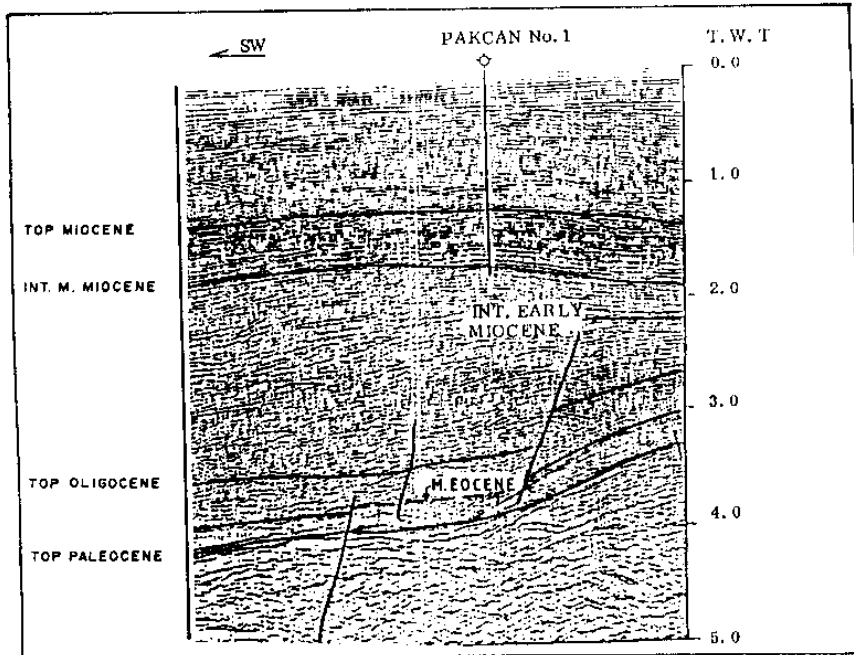 SW
PAKCAN No. 1
T. W. T
0. 0
1. 0
TOP MIOCENE
INT. M. MIOCENE
2. 0
INT. EARLY
MIOCENE
3. 0
TOP OLIGOCENE
M. EOCENE
4. 0
TOP PALEOCENE
5. 0